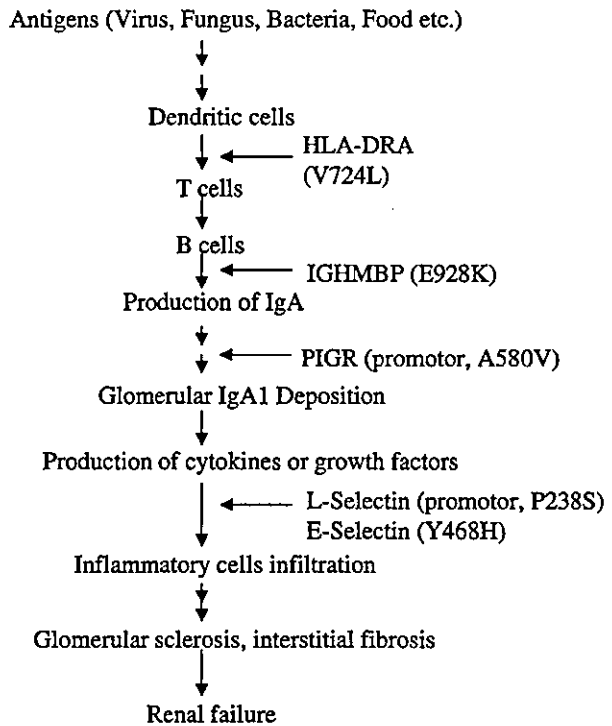 Antigens (Virus, Fungus, Bacteria, Food etc.)
Dendritic cells
HLA-DRA
(V724L)
T cells
B cells
IGHMBP (E928K)
Production of IgA
PIGR (promotor, A580V)
Glomerular IgA1 Deposition
Production of cytokines or growth factors
L-Selectin (promotor, P238S)
E-Selectin (Y468H)
Inflammatory cells infiltration
Glomerular sclerosis, interstitial fibrosis
Renal failure